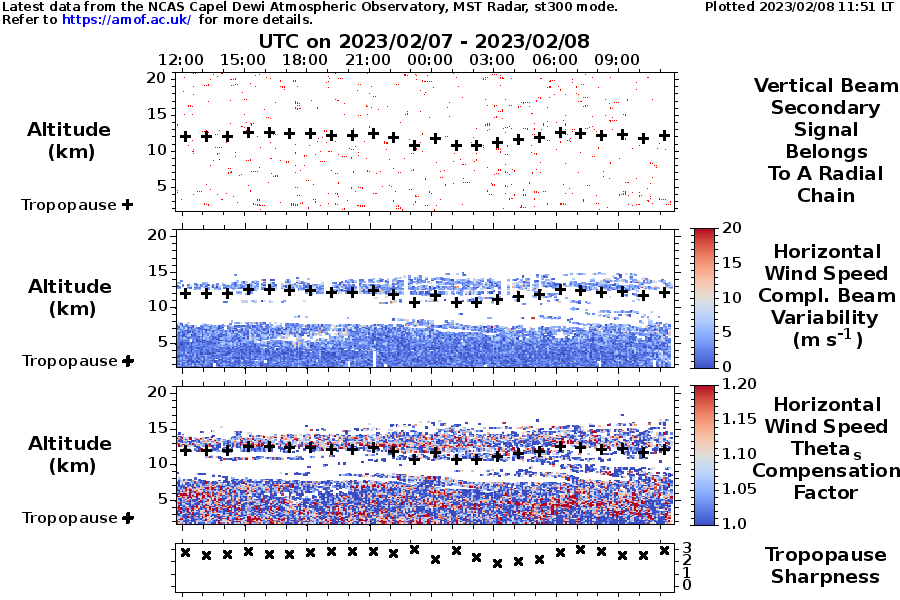 Latest data from the NCAS Capel Dewi Atmospheric Observatory, MST Radar, st300 mode.
Plotted 2023/02/08 11:51 LT
Refer to https://amof.ac.uk/ for more details.
UTC on 2023/02/07 - 2023/02/08
12:00 15:00 18:00 21:00 00:00 03:00 06:00 09:00
20
15
10
5
Altitude
(km)
Tropopause +
Vertical Beam
Secondary
Signal
Belongs
To A Radial
Chain
20
15
10
5
Altitude
(km)
Tropopause +
20
15
10
5
0
Horizontal
Wind Speed
Compl. Beam
Variability
(m s-1)
20
15
10
5
Altitude
(km)
Tropopause +
1.20
1.15
1.10
1.05
1.0
Horizontal
Wind Speed
Theta s
Compensation
Factor
3
2
1
0
Tropopause
Sharpness